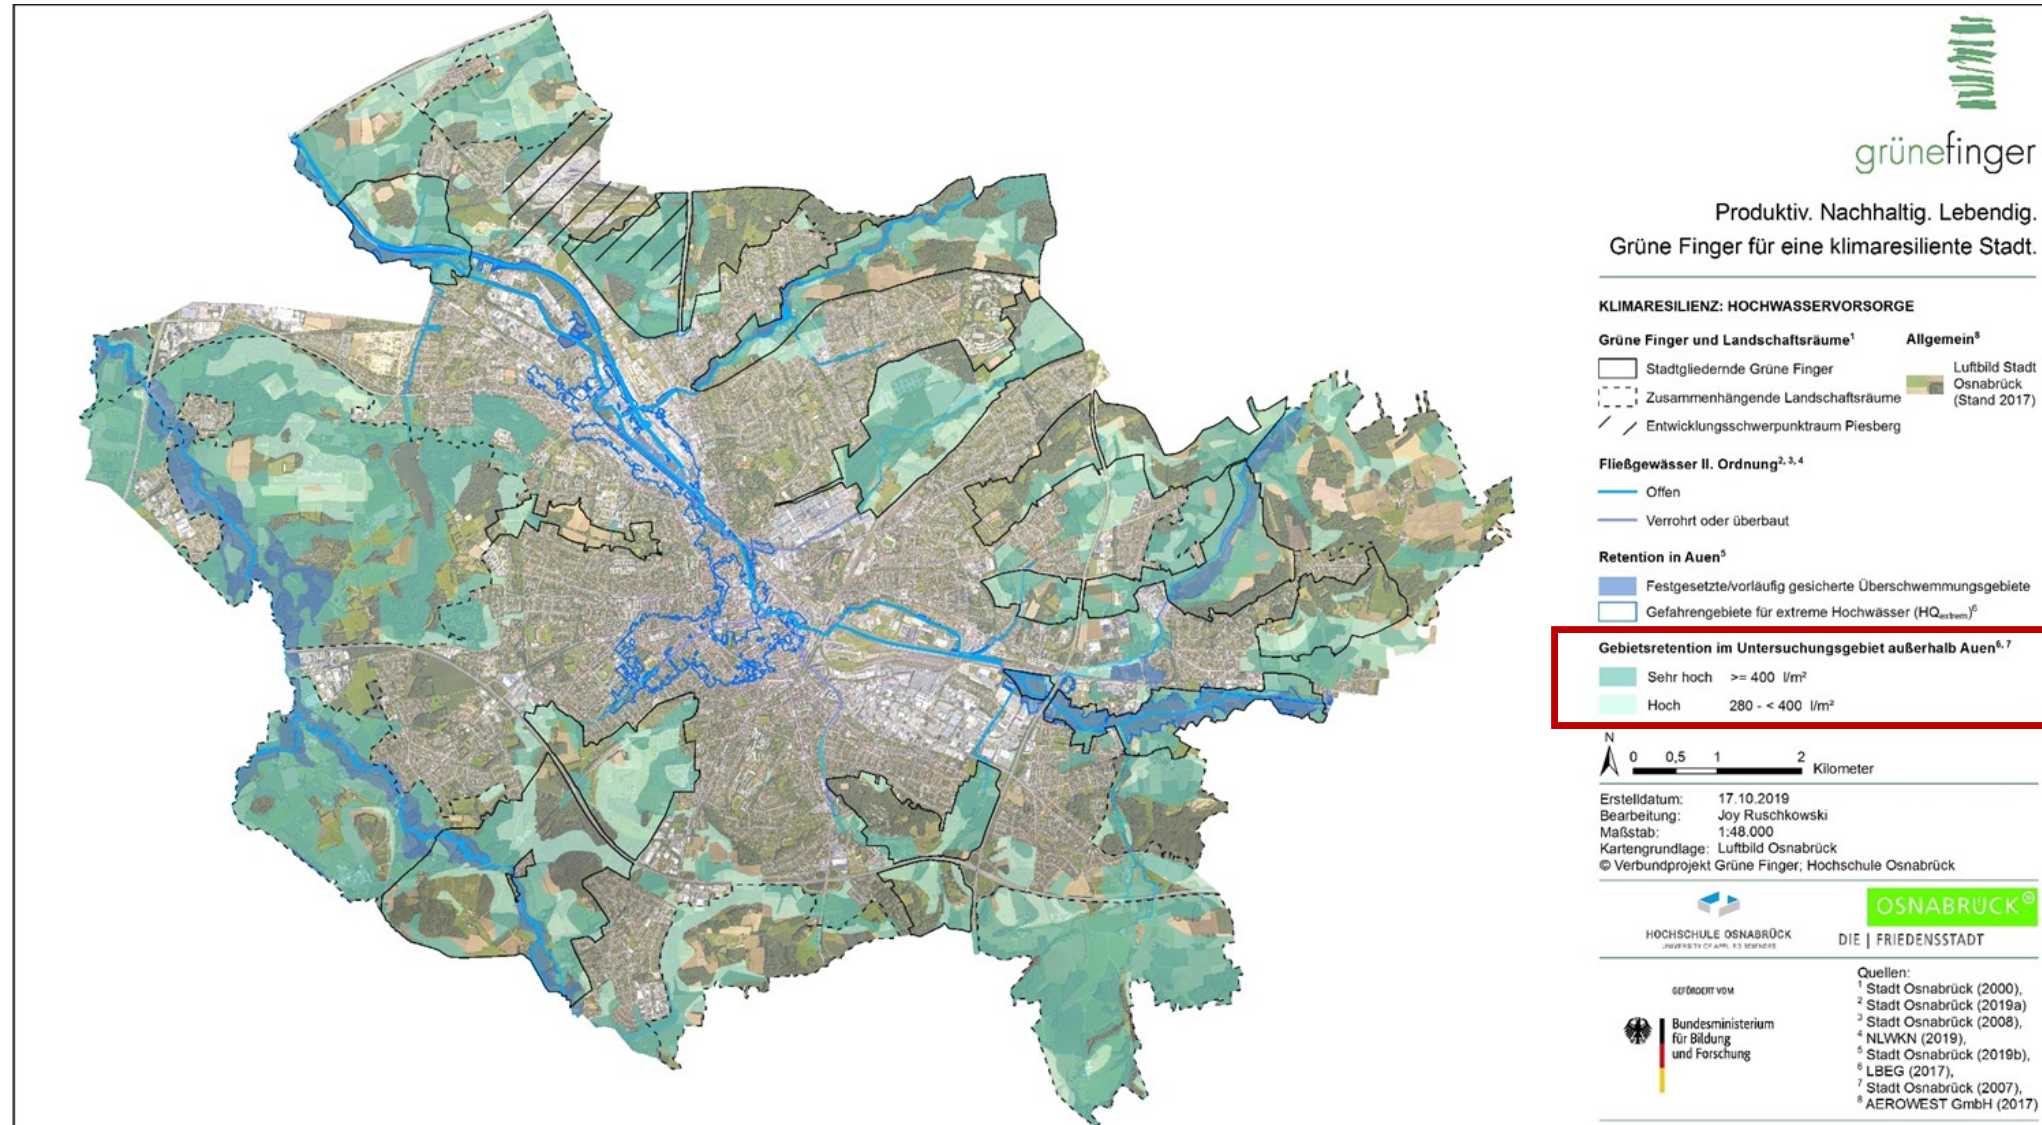 grünefinger
Produktiv. Nachhaltig. Lebendig.
Grüne Finger für eine klimaresiliente Stadt.
KLIMARESILIENZ: HOCHWASSERVORSORGE
Grüne Finger und Landschaftsräume¹
Stadtgliedernde Grüne Finger
Zusammenhängende Landschaftsräume
Entwicklungsschwerpunktraum Piesberg
Allgemein⁸
Luftbild Stadt
Osnabrück
(Stand 2017)
Fließgewässer II. Ordnung²˒ ³˒ ⁴
Offen
Verrohrt oder überbaut
Retention in Auen⁵
Festgesetzte/vorläufig gesicherte Überschwemmungsgebiete
Gefahrengebiete für extreme Hochwässer (HQextrem)⁶
Gebietsretention im Untersuchungsgebiet außerhalb Auen⁶˒ ⁷
Sehr hoch >= 400 l/m²
Hoch 280 - < 400 l/m²
N
0 0,5 1 2 Kilometer
Erstelldatum: 17.10.2019
Bearbeitung: Joy Ruschkowski
Maßstab: 1:48.000
Kartengrundlage: Luftbild Osnabrück
© Verbundprojekt Grüne Finger; Hochschule Osnabrück
HOCHSCHULE OSNABRÜCK
UNIVERSITY OF APPLIED SCIENCES
OSNABRÜCK
DIE | FRIEDENSSTADT
GEFÖRDERT VOM
Bundesministerium
für Bildung
und Forschung
Quellen:
¹ Stadt Osnabrück (2000),
² Stadt Osnabrück (2019a)
³ Stadt Osnabrück (2008),
⁴ NLWKN (2019),
⁵ Stadt Osnabrück (2019b),
⁶ LBEG (2017),
⁷ Stadt Osnabrück (2007),
⁸ AEROWEST GmbH (2017)